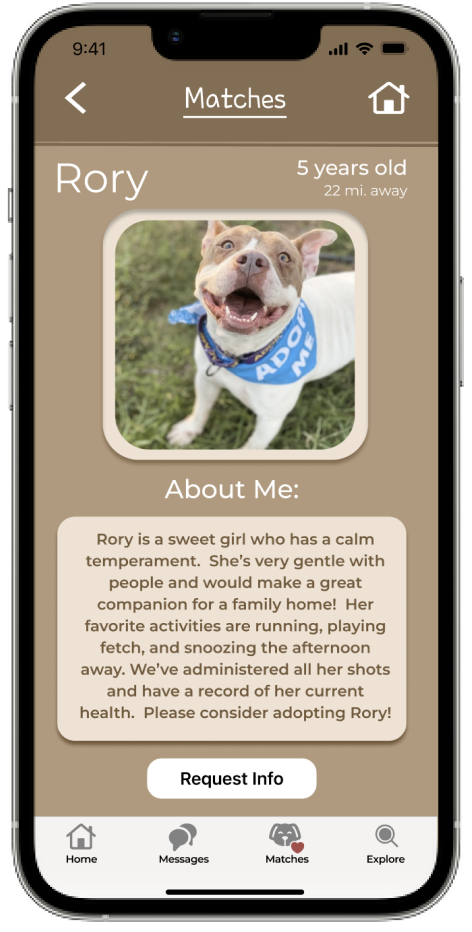 9:41
Matches
Rory
5 years old
22 mi. away
ADOPT
ME
About Me:
Rory is a sweet girl who has a calm
temperament.  She's very gentle with
people and would make a great
companion for a family home!  Her
favorite activities are running, playing
fetch, and snoozing the afternoon
away. We've administered all her shots
and have a record of her current
health.  Please consider adopting Rory!
Request Info
Home
Messages
Matches
Explore